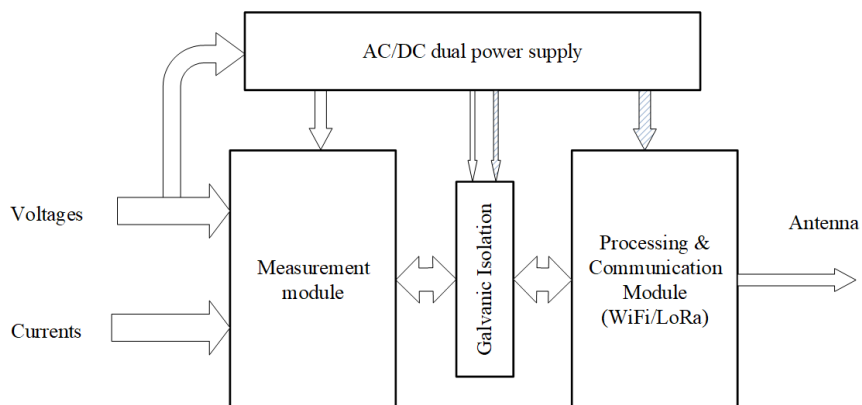 AC/DC dual power supply
Voltages
Currents
Measurement
module
Galvanic Isolation
Processing &
Communication
Module
(WiFi/LoRa)
Antenna